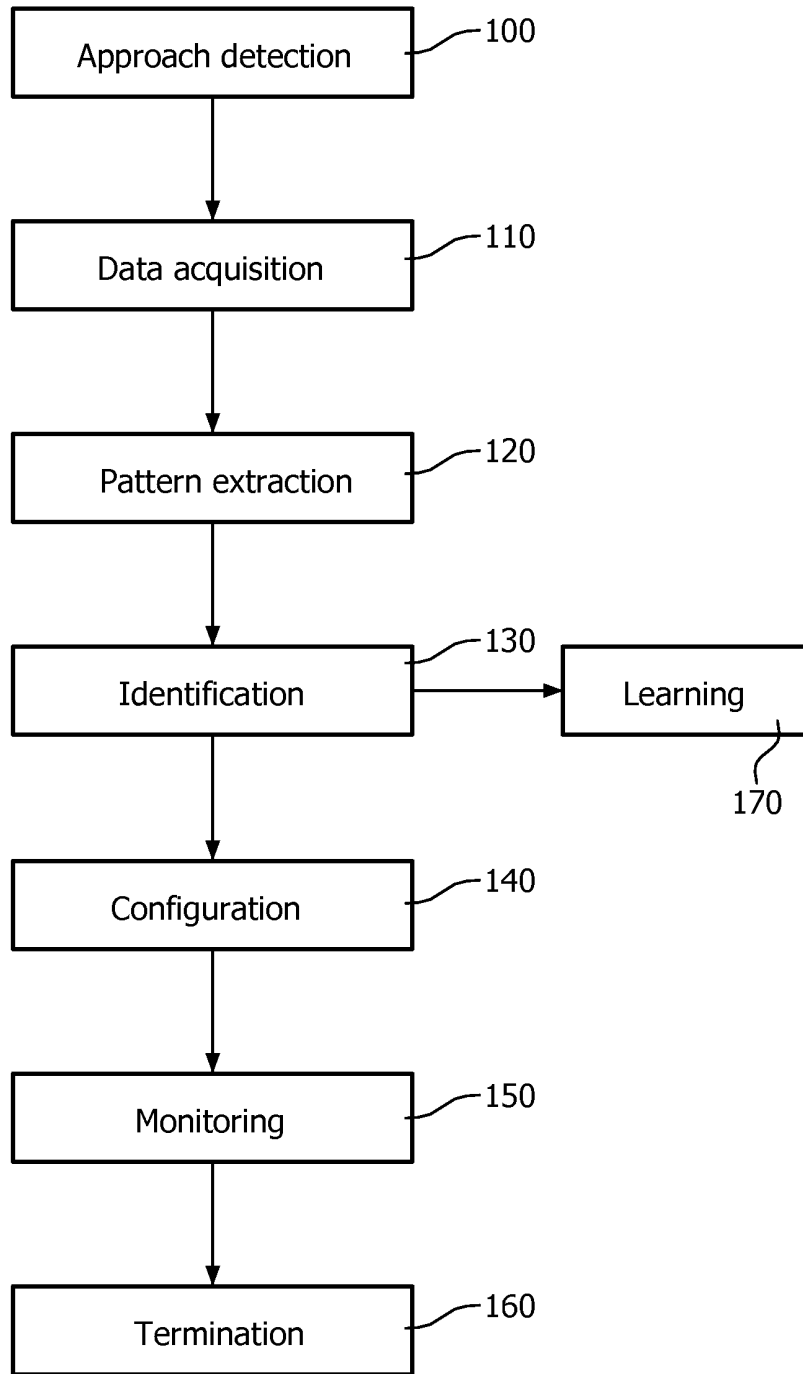 Approach detection
100
Data acquisition
110
Pattern extraction
120
Identification
130
Learning
170
Configuration
140
Monitoring
150
Termination
160